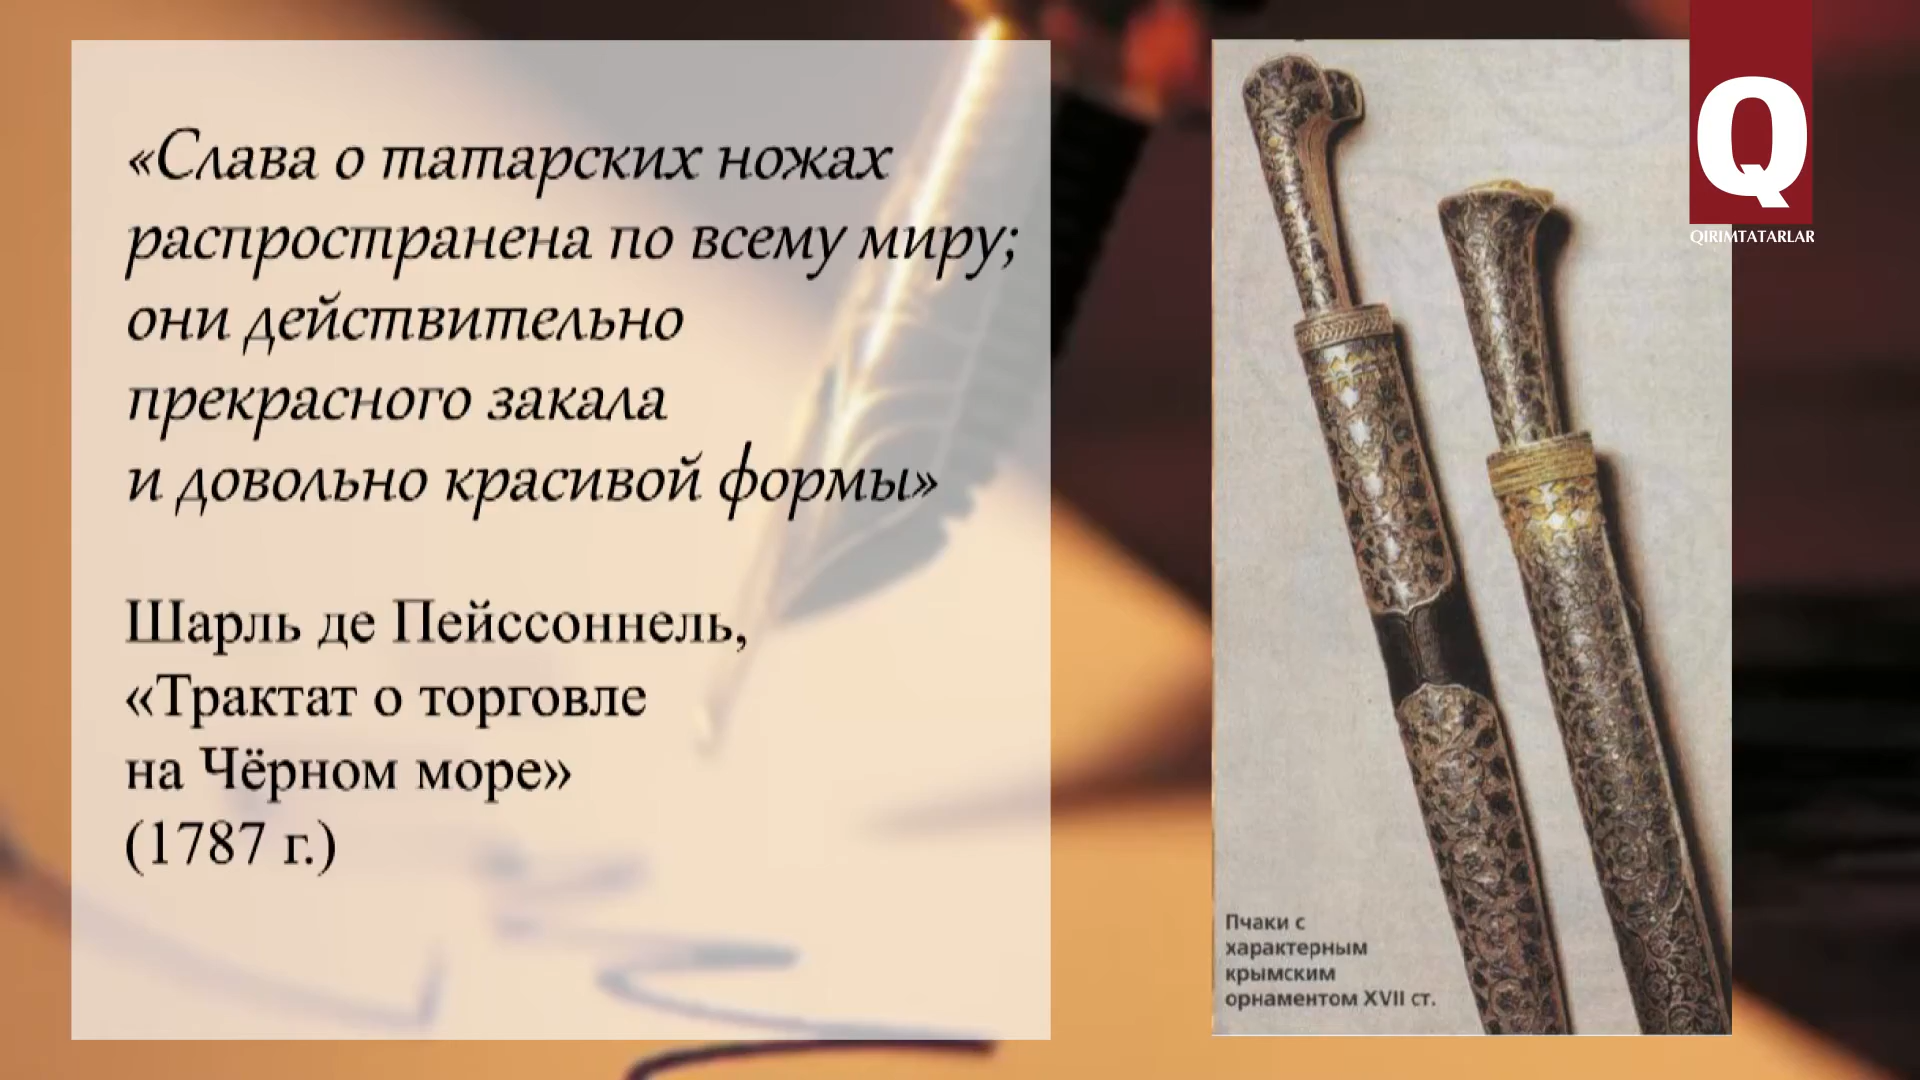 «Слава о татарских ножах
распространена по всему миру;
они действительно
прекрасного закала
и довольно красивой формы»
Шарль де Пейссоннель,
«Трактат о торговле
на Чёрном море»
(1787 г.)
Q
QIRIMTATARLAR
Пчаки с
характерным
крымским
орнаментом XVII ст.